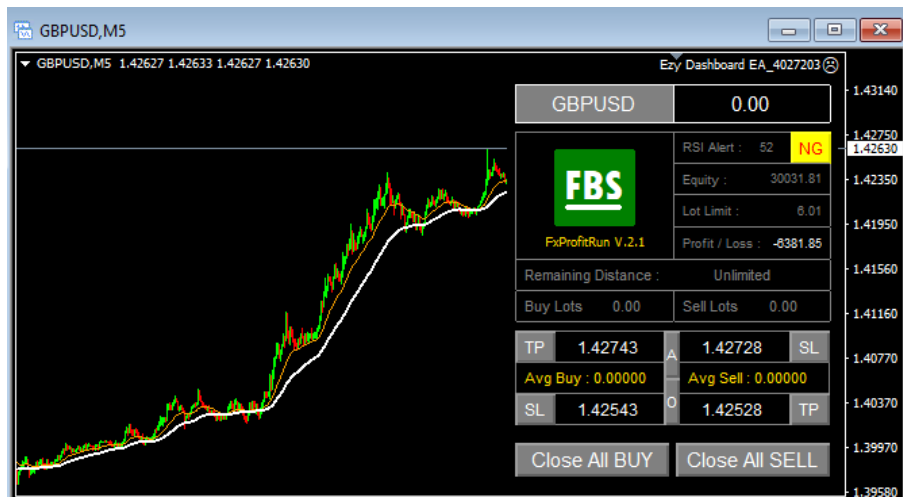 GBPUSD,M5
GBPUSD,M5 1.42627 1.42633 1.42627 1.42630
Ezy Dashboard EA_4027203
GBPUSD 0.00
FBS
FxProfitRun V.2.1
RSI Alert : 52 NG
Equity : 30031.81
Lot Limit : 6.01
Profit / Loss : -6381.85
Remaining Distance : Unlimited
Buy Lots 0.00 Sell Lots 0.00
TP 1.42743 A 1.42728 SL
Avg Buy : 0.00000 Avg Sell : 0.00000
SL 1.42543 O 1.42528 TP
Close All BUY Close All SELL
1.43140
1.42750
1.42630
1.42350
1.41950
1.41560
1.41160
1.40770
1.40370
1.39970
1.39580